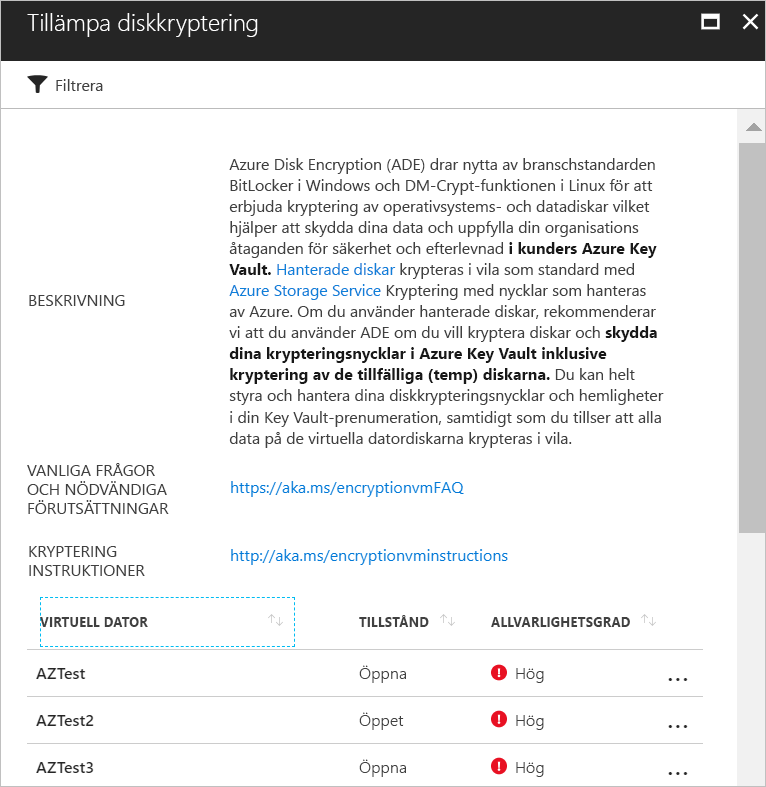 Tillämpa diskkryptering
Filtrera
BESKRIVNING
Azure Disk Encryption (ADE) drar nytta av branschstandarden
BitLocker i Windows och DM-Crypt-funktionen i Linux för att
erbjuda kryptering av operativsystems- och datadiskar vilket
hjälper att skydda dina data och uppfylla din organisations
åtaganden för säkerhet och efterlevnad i kunders Azure Key
Vault. Hanterade diskar krypteras i vila som standard med
Azure Storage Service Kryptering med nycklar som hanteras
av Azure. Om du använder hanterade diskar, rekommenderar
vi att du använder ADE om du vill kryptera diskar och skydda
dina krypteringsnycklar i Azure Key Vault inklusive
kryptering av de tillfälliga (temp) diskarna. Du kan helt
styra och hantera dina diskkrypteringsnycklar och hemligheter
i din Key Vault-prenumeration, samtidigt som du tillser att alla
data på de virtuella datordiskarna krypteras i vila.
VANLIGA FRÅGOR
OCH NÖDVÄNDIGA
FÖRUTSÄTTNINGAR
https://aka.ms/encryptionvmFAQ
KRYPTERING
INSTRUKTIONER
http://aka.ms/encryptionvminstructions
VIRTUELL DATOR TILLSTÅND ALLVARLIGHETSGRAD
AZTest Öppna Hög ...
AZTest2 Öppet Hög ...
AZTest3 Öppna Hög ...